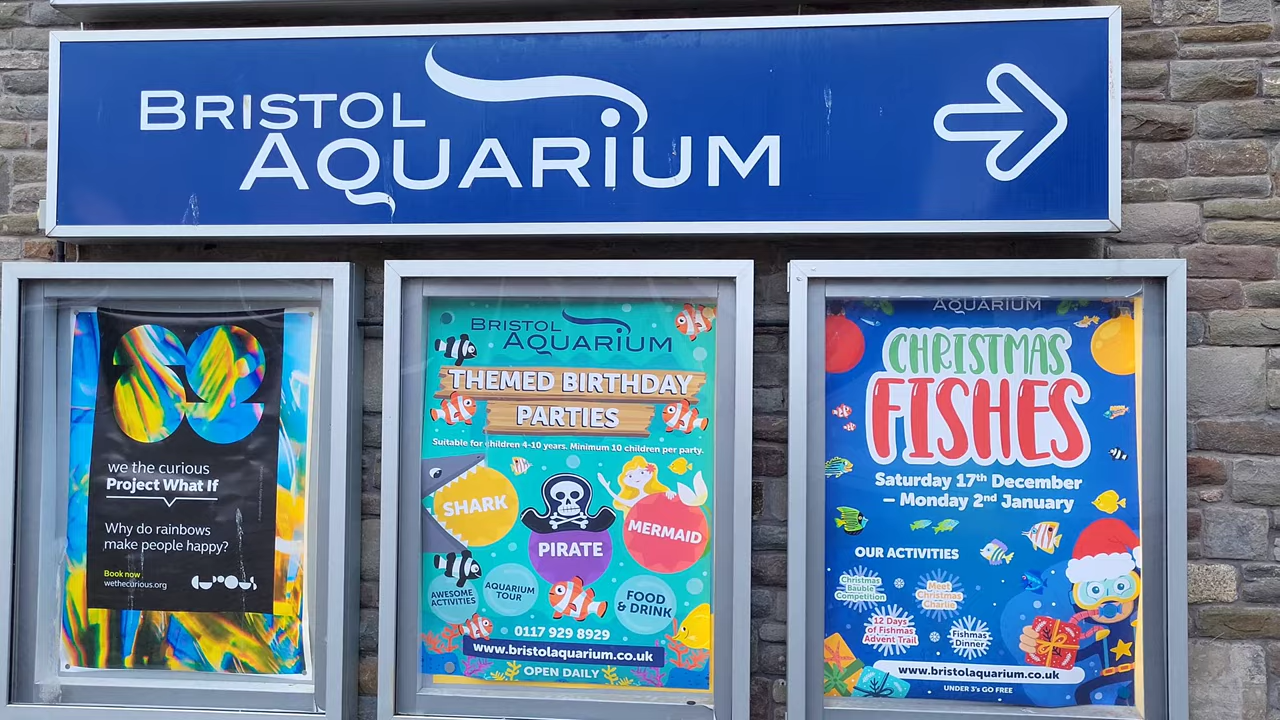 BRISTOL
AQUARIUM
we the curious
Project What If
Why do rainbows
make people happy?
Book now
wethecurious.org
BRISTOL
AQUARIUM
THEMED BIRTHDAY
PARTIES
Suitable for children 4-10 years. Minimum 10 children per party.
SHARK
PIRATE
MERMAID
AWESOME
ACTIVITIES
AQUARIUM
TOUR
FOOD
& DRINK
0117 929 8929
www.bristolaquarium.co.uk
OPEN DAILY
AQUARIUM
CHRISTMAS
FISHES
Saturday 17th December
– Monday 2nd January
OUR ACTIVITIES
Christmas
Bauble
Competition
Meet
Christmas
Charlie
12 Days
of Fishmas
Advent Trail
Fishmas
Dinner
www.bristolaquarium.co.uk
UNDER 3's GO FREE